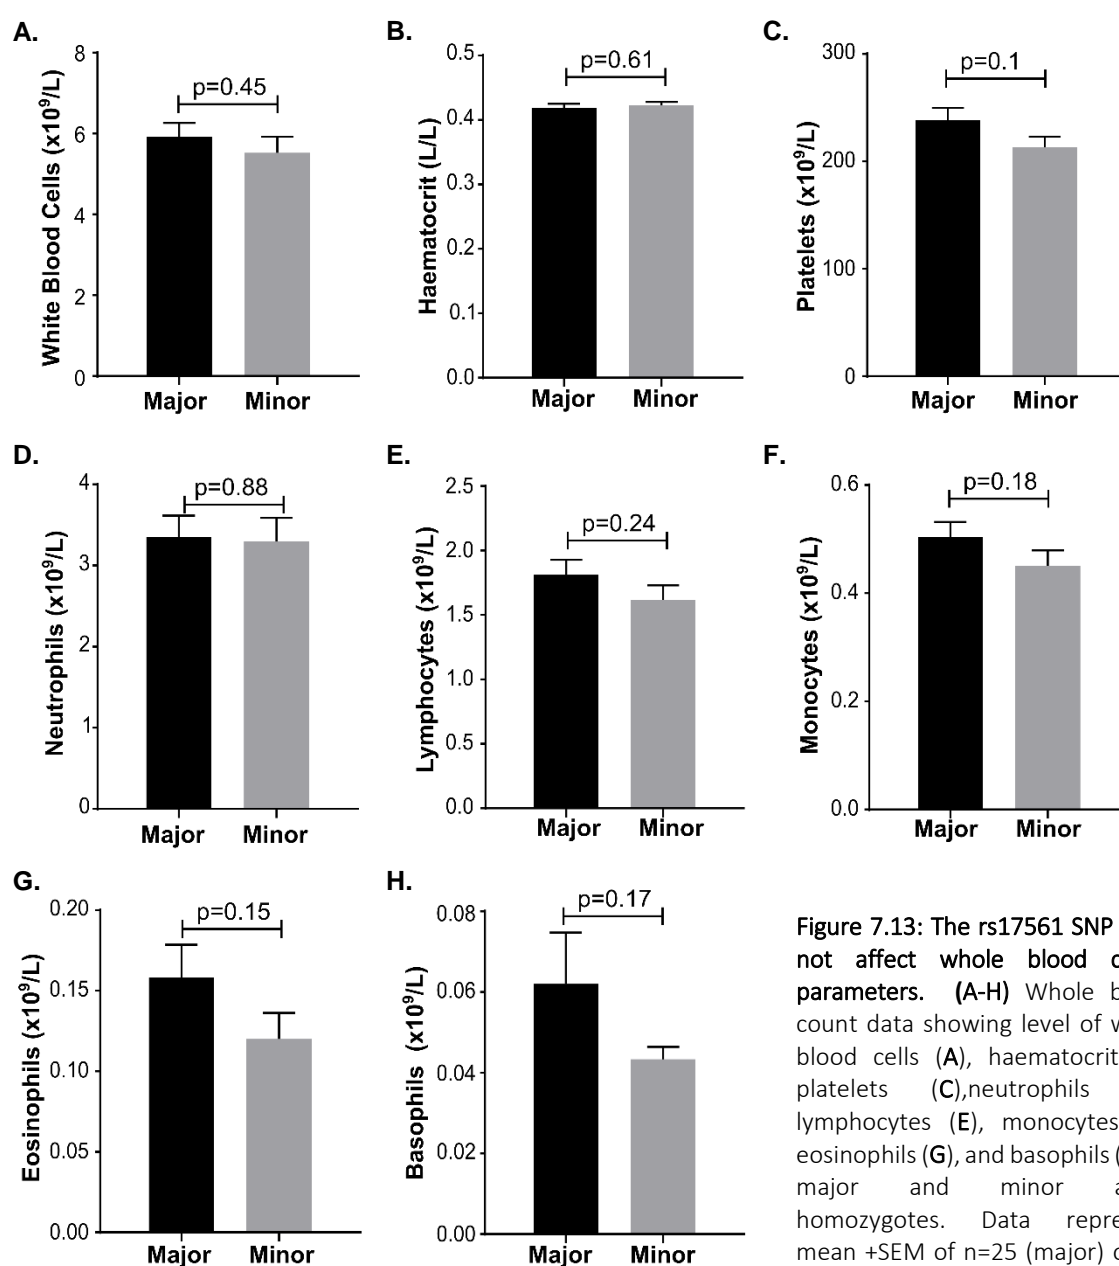 A.
White Blood Cells (x10⁹/L)
8
6
4
2
0
p=0.45
Major Minor
B.
Haematocrit (L/L)
0.5
0.4
0.3
0.2
0.1
0.0
p=0.61
Major Minor
C.
Platelets (x10⁹/L)
300
200
100
0
p=0.1
Major Minor
D.
Neutrophils (x10⁹/L)
4
3
2
1
0
p=0.88
Major Minor
E.
Lymphocytes (x10⁹/L)
2.5
2.0
1.5
1.0
0.5
0.0
p=0.24
Major Minor
F.
Monocytes (x10⁹/L)
0.6
0.4
0.2
0.0
p=0.18
Major Minor
G.
Eosinophils (x10⁹/L)
0.20
0.15
0.10
0.05
0.00
p=0.15
Major Minor
H.
Basophils (x10⁹/L)
0.08
0.06
0.04
0.02
0.00
p=0.17
Major Minor
Figure 7.13: The rs17561 SNP
not affect whole blood
parameters. (A-H) Whole
count data showing level of
blood cells (A), haematocrit
platelets (C),neutrophils
lymphocytes (E), monocytes
eosinophils (G), and basophils
major and minor
homozygotes. Data
mean +SEM of n=25 (major)